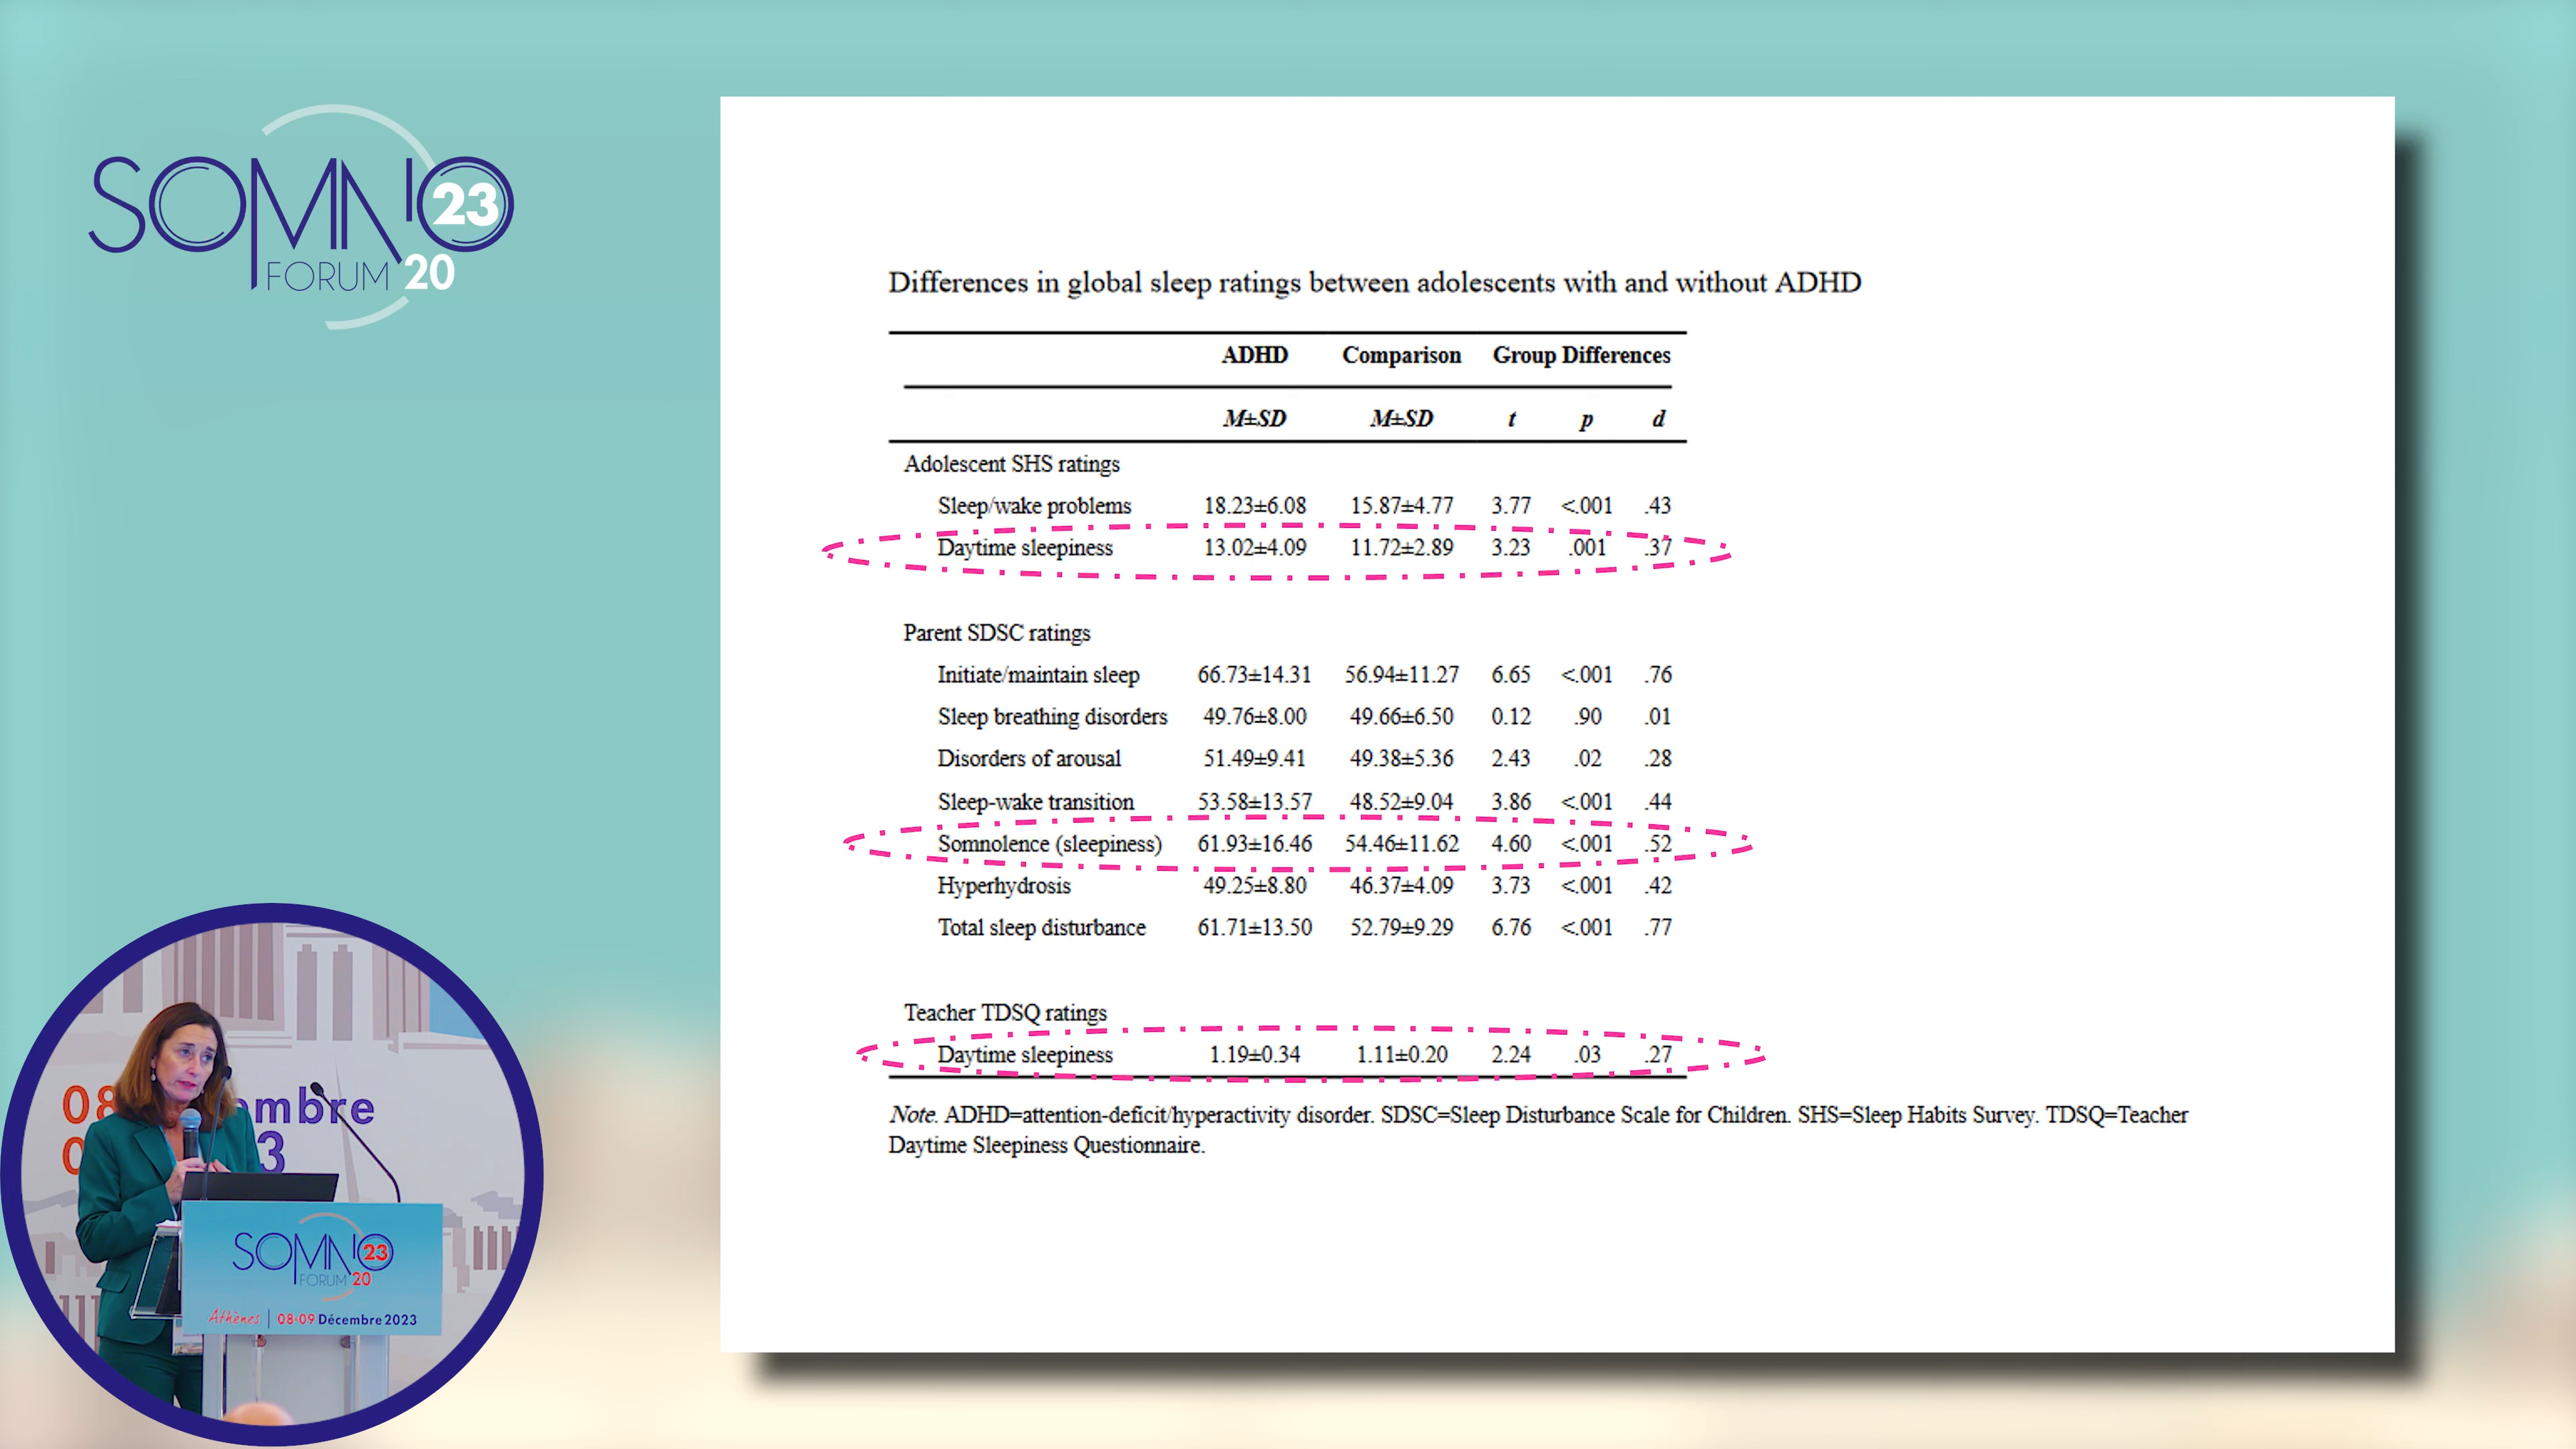 SOMNIO 23
FORUM 20
Differences in global sleep ratings between adolescents with and without ADHD
ADHD Comparison Group Differences
M±SD M±SD t p d
Adolescent SHS ratings
Sleep/wake problems 18.23±6.08 15.87±4.77 3.77 <.001 .43
Daytime sleepiness 13.02±4.09 11.72±2.89 3.23 .001 .37
Parent SDSC ratings
Initiate/maintain sleep 66.73±14.31 56.94±11.27 6.65 <.001 .76
Sleep breathing disorders 49.76±8.00 49.66±6.50 0.12 .90 .01
Disorders of arousal 51.49±9.41 49.38±5.36 2.43 .02 .28
Sleep-wake transition 53.58±13.57 48.52±9.04 3.86 <.001 .44
Somnolence (sleepiness) 61.93±16.46 54.46±11.62 4.60 <.001 .52
Hyperhydrosis 49.25±8.80 46.37±4.09 3.73 <.001 .42
Total sleep disturbance 61.71±13.50 52.79±9.29 6.76 <.001 .77
Teacher TDSQ ratings
Daytime sleepiness 1.19±0.34 1.11±0.20 2.24 .03 .27
Note. ADHD=attention-deficit/hyperactivity disorder. SDSC=Sleep Disturbance Scale for Children. SHS=Sleep Habits Survey. TDSQ=Teacher
Daytime Sleepiness Questionnaire.
08 mbre
0 3
SOMNIO 23
FORUM 20
Athènes | 08-09 Décembre 2023